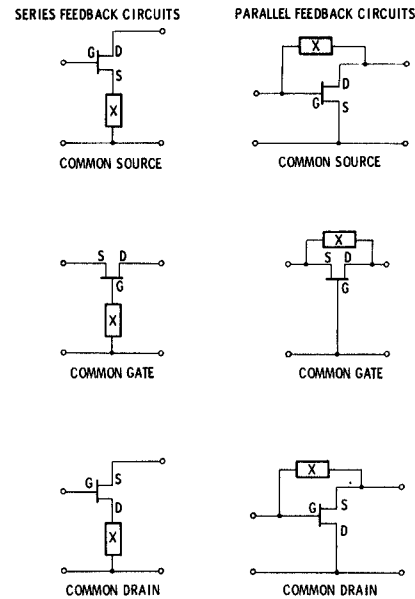 SERIES FEEDBACK CIRCUITS
PARALLEL FEEDBACK CIRCUITS
G D
S
X
COMMON SOURCE
X
D
G S
COMMON SOURCE
S D
G
X
COMMON GATE
X
S D
G
COMMON GATE
G S
D
X
COMMON DRAIN
X
S
G D
COMMON DRAIN